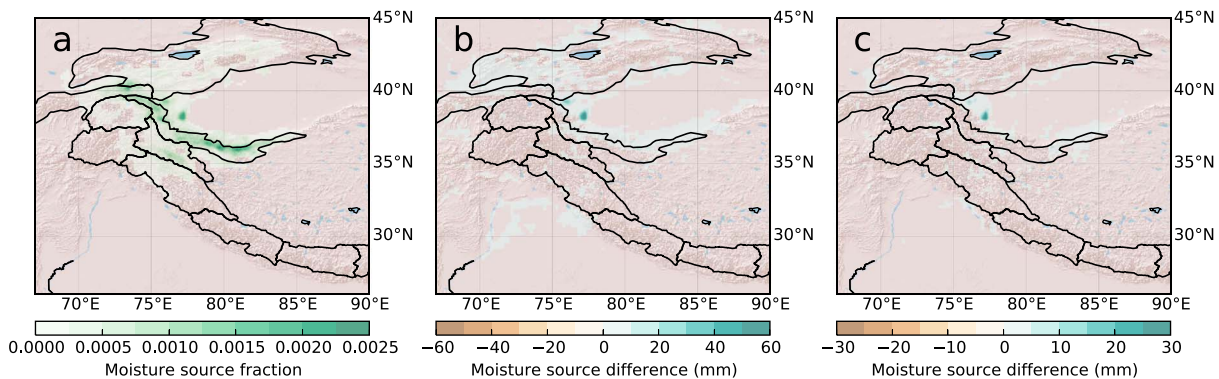 a
b
c
45°N
40°N
35°N
30°N
70°E 75°E 80°E 85°E 90°E
0.0000 0.0005 0.0010 0.0015 0.0020 0.0025
Moisture source fraction
45°N
40°N
35°N
30°N
70°E 75°E 80°E 85°E 90°E
−60 −40 −20 0 20 40 60
Moisture source difference (mm)
45°N
40°N
35°N
30°N
70°E 75°E 80°E 85°E 90°E
−30 −20 −10 0 10 20 30
Moisture source difference (mm)